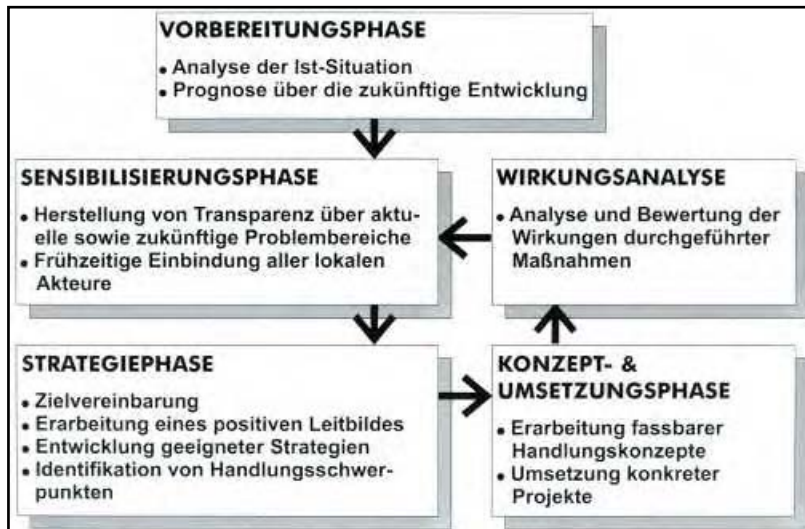 VORBEREITUNGSPHASE
• Analyse der Ist-Situation
• Prognose über die zukünftige Entwicklung
SENSIBILISIERUNGSPHASE
• Herstellung von Transparenz über aktu-
elle sowie zukünftige Problembereiche
• Frühzeitige Einbindung aller lokalen
Akteure
STRATEGIEPHASE
• Zielvereinbarung
• Erarbeitung eines positiven Leitbildes
• Entwicklung geeigneter Strategien
• Identifikation von Handlungsschwer-
punkten
KONZEPT- &
UMSETZUNGSPHASE
• Erarbeitung fassbarer
Handlungskonzepte
• Umsetzung konkreter
Projekte
WIRKUNGSANALYSE
• Analyse und Bewertung der
Wirkungen durchgeführter
Maßnahmen